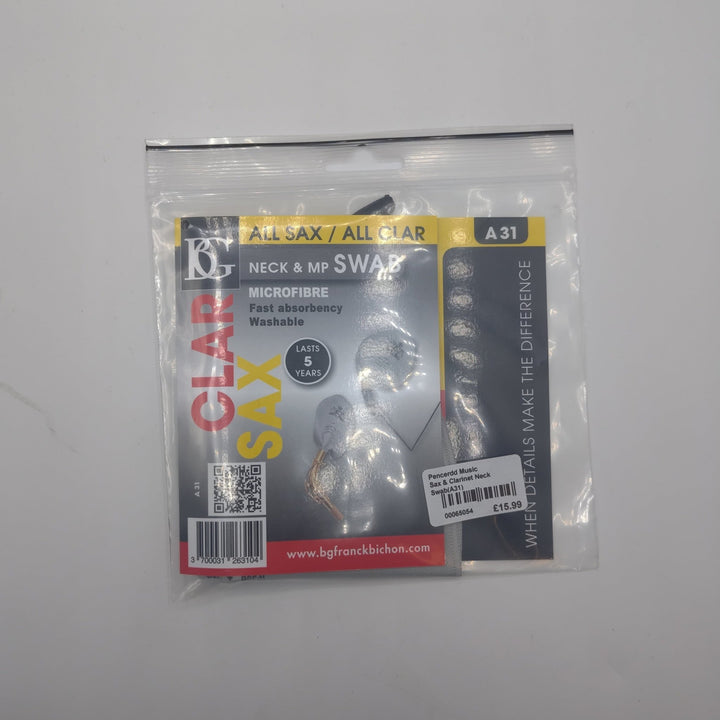 BG
ALL SAX / ALL CLAR
A 31
NECK & MP SWAB
MICROFIBRE
Fast absorbency
Washable
LASTS
5
YEARS
CLAR
SAX
WHEN DETAILS MAKE THE DIFFERENCE
Pencerdd Music
Sax & Clarinet Neck
Swab(A31)
00065054
£15.99
A 31
3 700031 263104
www.bgfranckbichon.com